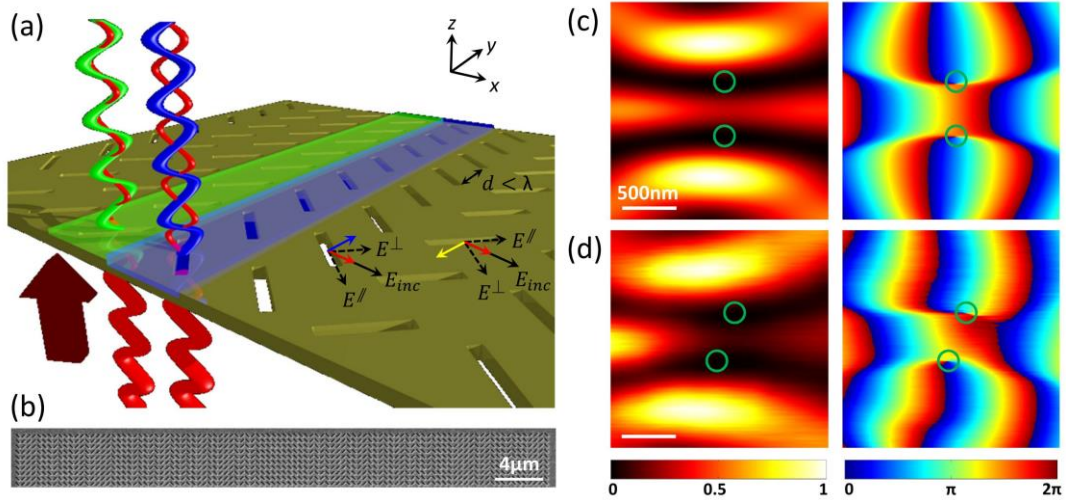 (a)
z
y
x
d < λ
E⊥
E∥
E_inc
E∥
E_inc
E⊥
(b)
4μm
(c)
500nm
(d)
0
0.5
1
0
π
2π